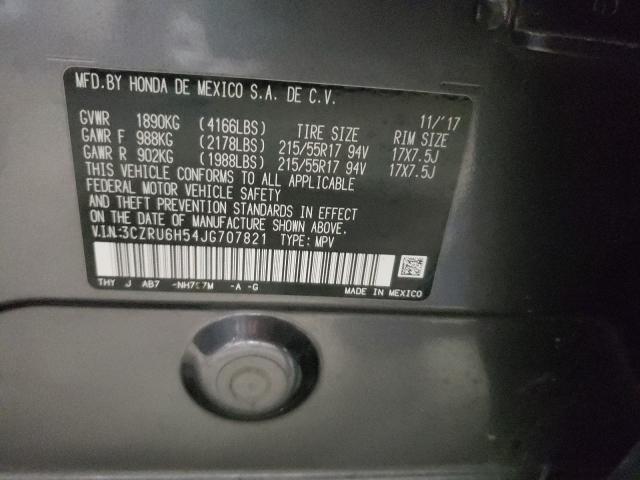 MFD.BY HONDA DE MEXICO S.A. DE C.V.
11/'17
GVWR 1890KG (4166LBS) TIRE SIZE RIM SIZE
GAWR F 988KG (2178LBS) 215/55R17 94V 17X7.5J
GAWR R 902KG (1988LBS) 215/55R17 94V 17X7.5J
THIS VEHICLE CONFORMS TO ALL APPLICABLE
FEDERAL MOTOR VEHICLE SAFETY
AND THEFT PREVENTION STANDARDS IN EFFECT
ON THE DATE OF MANUFACTURE SHOWN ABOVE.
V.I.N:3CZRU6H54JG707821 TYPE: MPV
THY J AB7 -A -G
MADE IN MEXICO